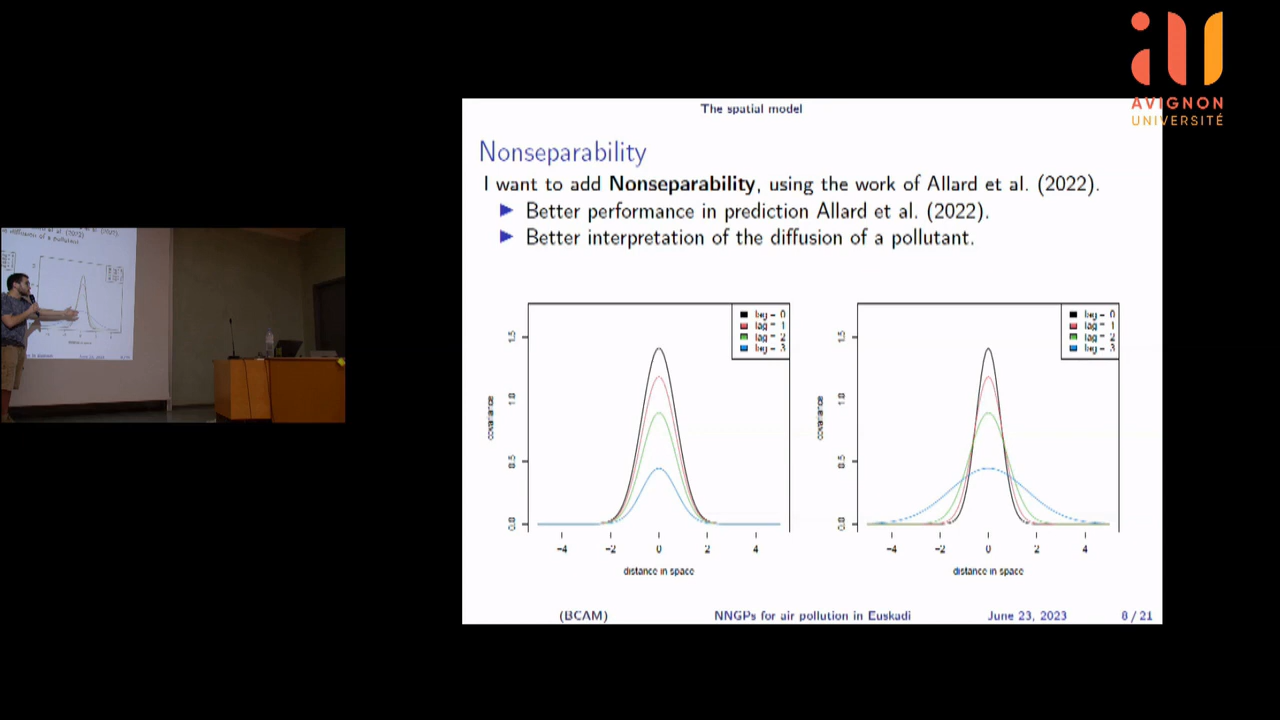 AVIGNON
UNIVERSITÉ
The spatial model
Nonseparability
I want to add Nonseparability, using the work of Allard et al. (2022).
Better performance in prediction Allard et al. (2022).
Better interpretation of the diffusion of a pollutant.
lag = 0
lag = 1
lag = 2
lag = 3
covariance
0.0 0.5 1.0 1.5
-4 -2 0 2 4
distance in space
lag = 0
lag = 1
lag = 2
lag = 3
covariance
0.0 0.5 1.0 1.5
-4 -2 0 2 4
distance in space
(BCAM) NNGPs for air pollution in Euskadi June 23, 2023 8 / 21